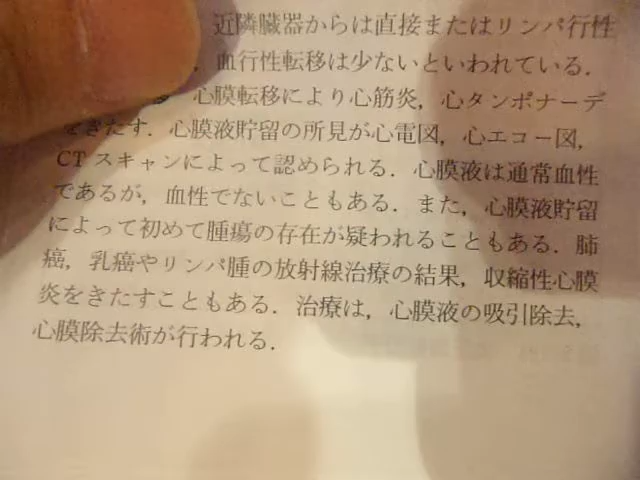 近隣臓器からは直接またはリンパ行性
血行性転移は少ないといわれている.
心膜転移により心筋炎，心タンポナーデ
をきたす. 心膜液貯留の所見が心電図，心エコー図，
CTスキャンによって認められる. 心膜液は通常血性
であるが，血性でないこともある. また，心膜液貯留
によって初めて腫瘍の存在が疑われることもある. 肺
癌，乳癌やリンパ腫の放射線治療の結果，収縮性心膜
炎をきたすこともある. 治療は，心膜液の吸引除去，
心膜除去術が行われる.